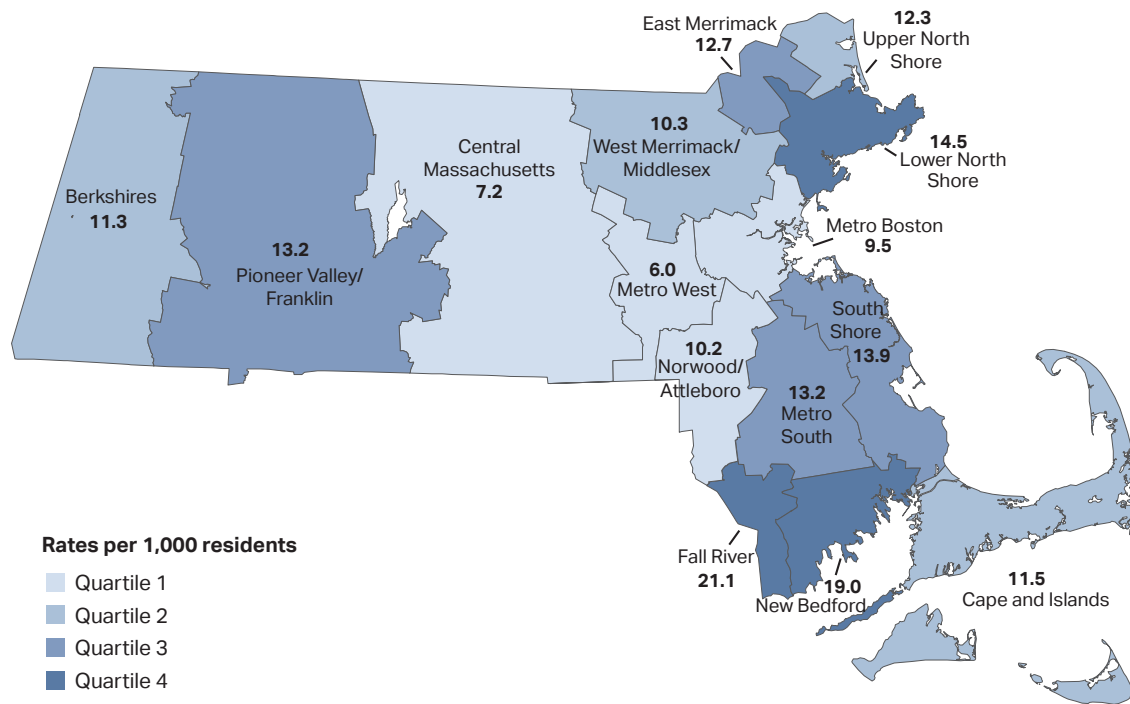 East Merrimack
12.7
12.3
Upper North
Shore
14.5
Lower North
Shore
10.3
West Merrimack/
Middlesex
Central
Massachusetts
7.2
Berkshires
11.3
13.2
Pioneer Valley/
Franklin
Metro Boston
9.5
6.0
Metro West
South
Shore
13.9
10.2
Norwood/
Attleboro
13.2
Metro
South
Fall River
21.1
19.0
New Bedford
11.5
Cape and Islands
Rates per 1,000 residents
Quartile 1
Quartile 2
Quartile 3
Quartile 4